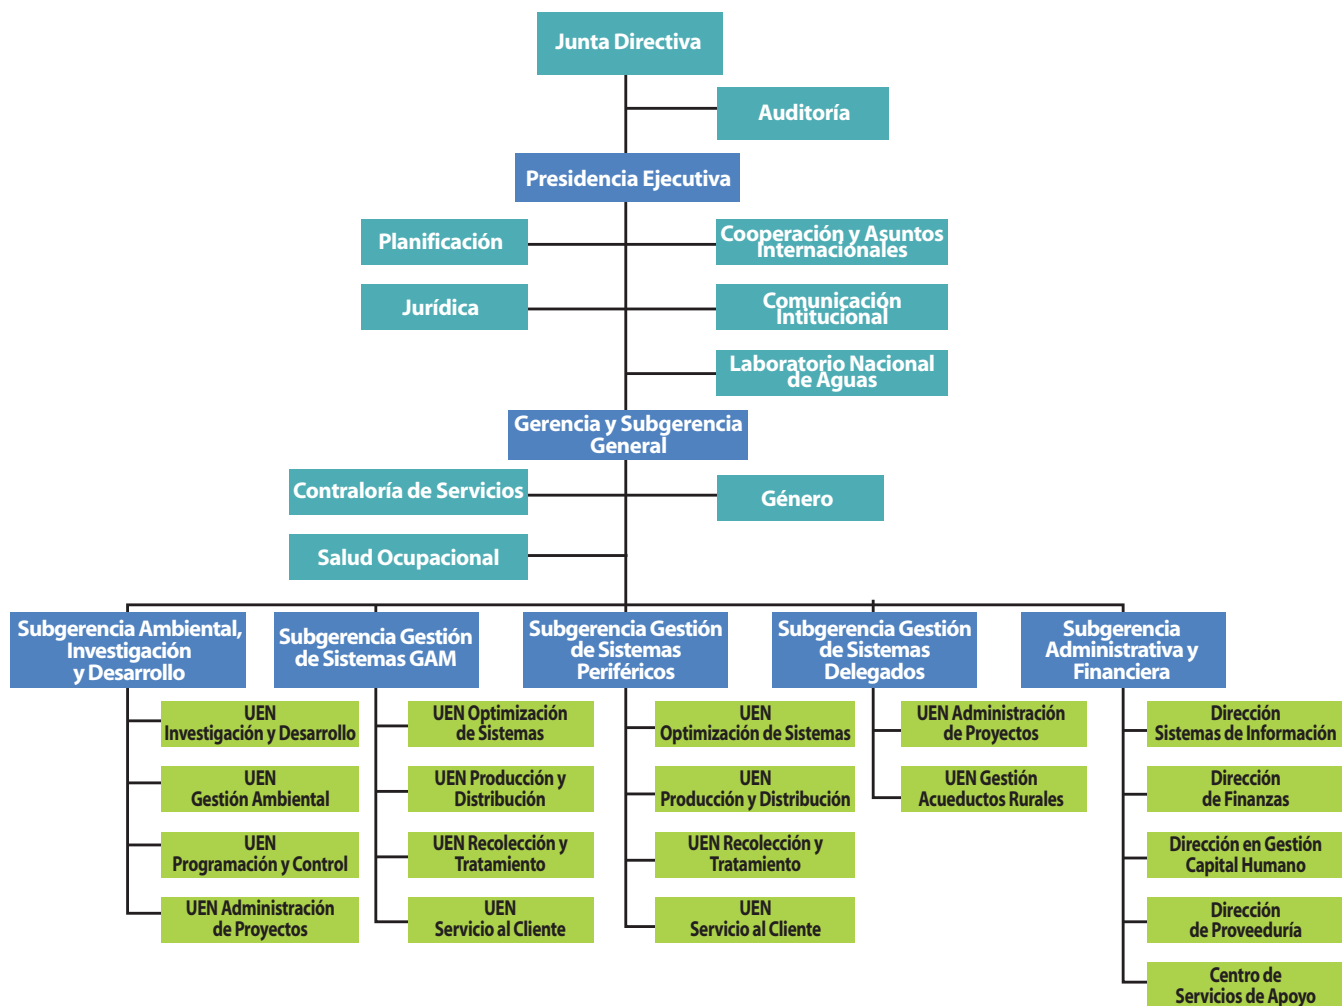 Junta Directiva
Auditoría
Presidencia Ejecutiva
Planificación
Cooperación y Asuntos
Internacionales
Jurídica
Comunicación
Intitucional
Laboratorio Nacional
de Aguas
Gerencia y Subgerencia
General
Contraloría de Servicios
Género
Salud Ocupacional
Subgerencia Ambiental,
Investigación
y Desarrollo
Subgerencia Gestión
de Sistemas GAM
Subgerencia Gestión
de Sistemas
Periféricos
Subgerencia Gestión
de Sistemas
Delegados
Subgerencia
Administrativa y
Financiera
UEN
Investigación y Desarrollo
UEN
Gestión Ambiental
UEN
Programación y Control
UEN Administración
de Proyectos
UEN Optimización
de Sistemas
UEN Producción y
Distribución
UEN Recolección y
Tratamiento
UEN
Servicio al Cliente
UEN
Optimización de Sistemas
UEN
Producción y Distribución
UEN Recolección y
Tratamiento
UEN
Servicio al Cliente
UEN Administración
de Proyectos
UEN Gestión
Acueductos Rurales
Dirección
Sistemas de Información
Dirección
de Finanzas
Dirección en Gestión
Capital Humano
Dirección
de Proveeduría
Centro de
Servicios de Apoyo